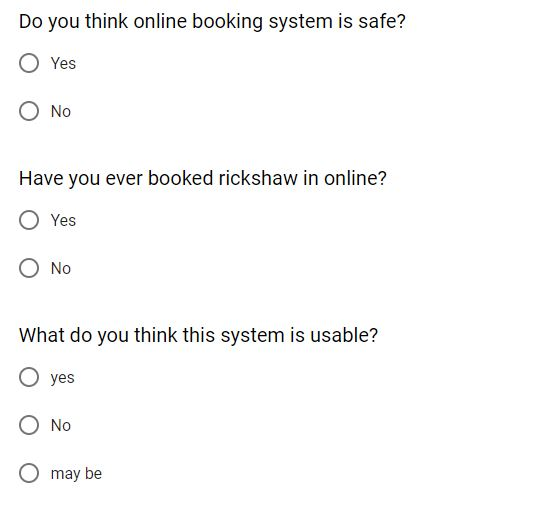 Do you think online booking system is safe?
Yes
No
Have you ever booked rickshaw in online?
Yes
No
What do you think this system is usable?
yes
No
may be